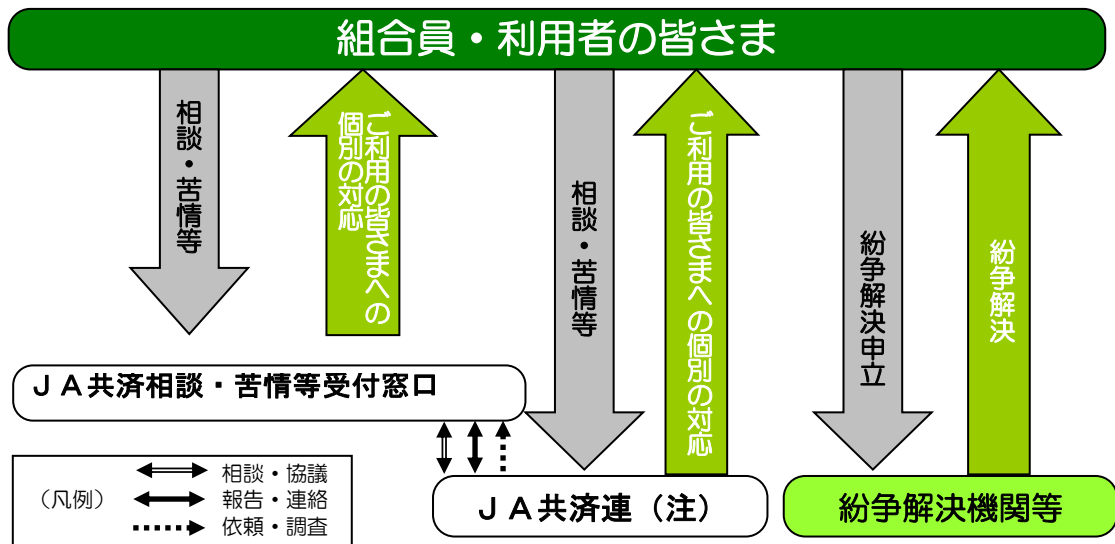 組合員・利用者の皆さま
相談・苦情等
ご利用の皆さまへの
個別の対応
相談・苦情等
ご利用の皆さまへの個別の対応
紛争解決申立
紛争解決
ＪＡ共済相談・苦情等受付窓口
ＪＡ共済連（注）
紛争解決機関等
（凡例）
相談・協議
報告・連絡
依頼・調査